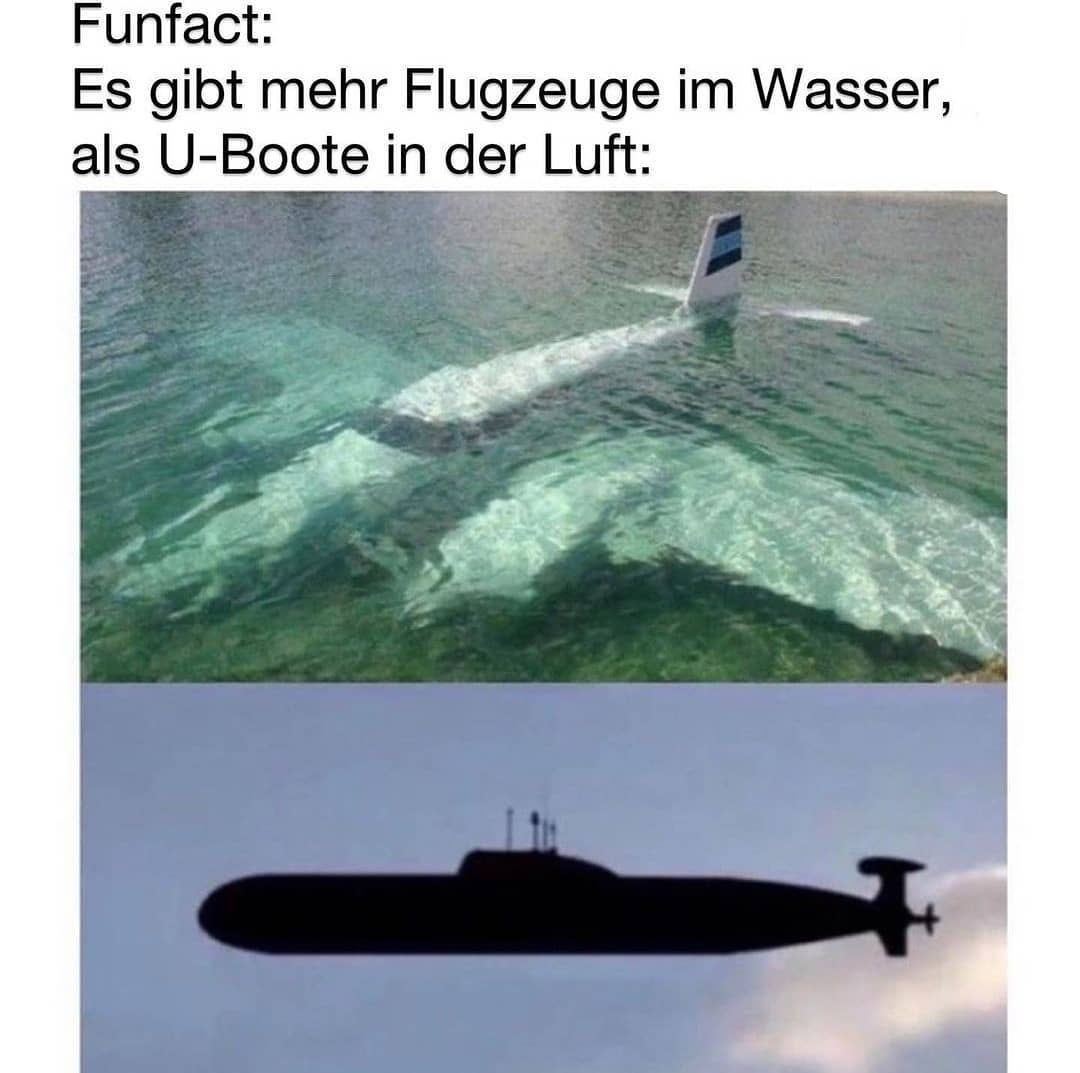 Funfact:
Es gibt mehr Flugzeuge im Wasser,
als U-Boote in der Luft: